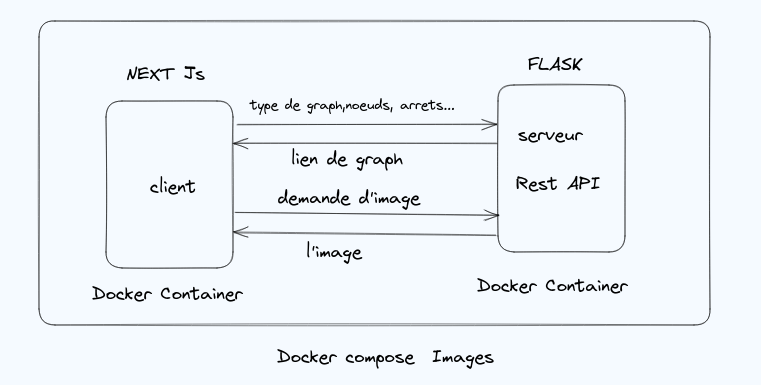 NEXT Js
FLASK
type de graph,noeuds, arrets...
serveur
lien de graph
client
Rest API
demande d'image
l'image
Docker Container
Docker Container
Docker compose Images